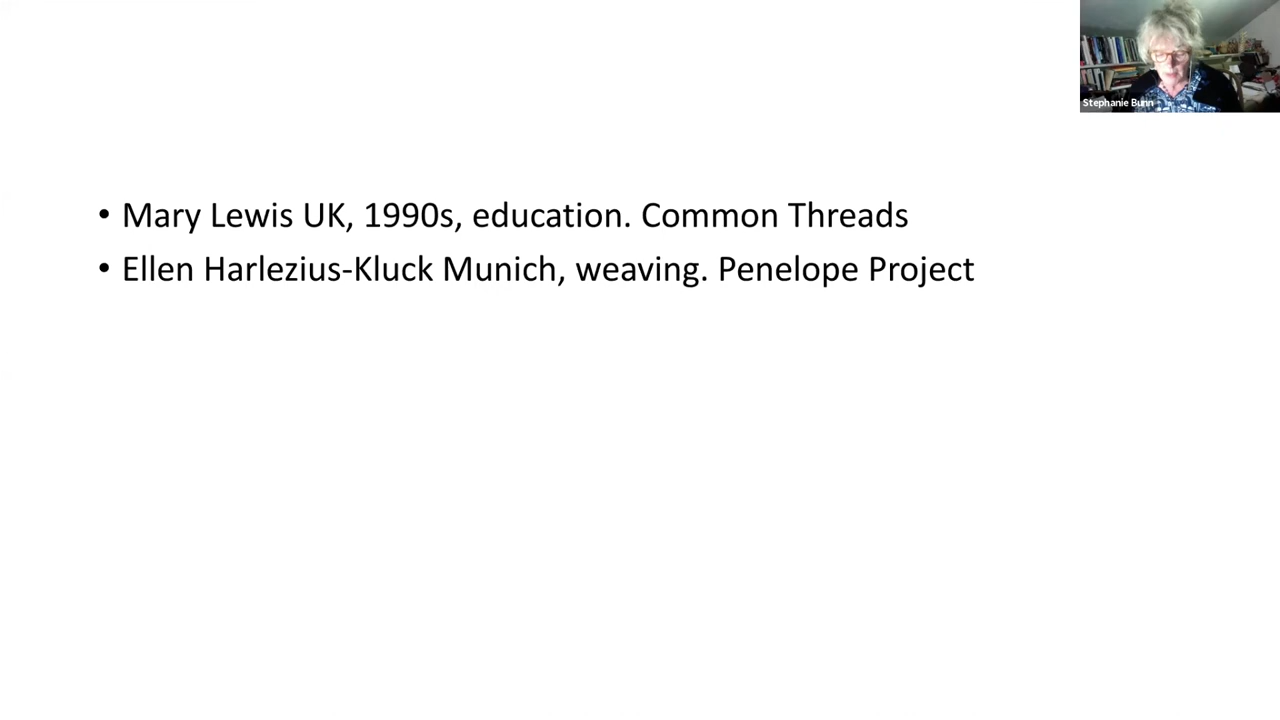 Stephanie Bunn
• Mary Lewis UK, 1990s, education. Common Threads
• Ellen Harlezius-Kluck Munich, weaving. Penelope Project